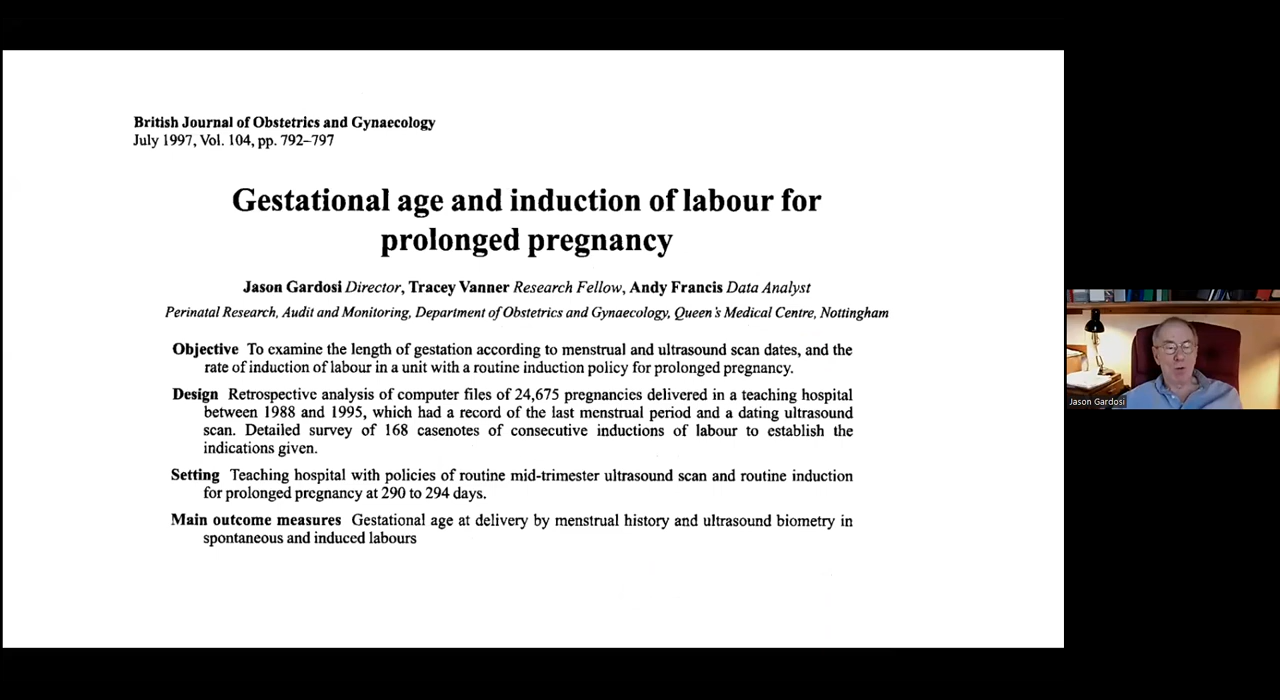 British Journal of Obstetrics and Gynaecology
July 1997, Vol. 104, pp. 792–797
Gestational age and induction of labour for
prolonged pregnancy
Jason Gardosi Director, Tracey Vanner Research Fellow, Andy Francis Data Analyst
Perinatal Research, Audit and Monitoring, Department of Obstetrics and Gynaecology, Queen's Medical Centre, Nottingham
Objective To examine the length of gestation according to menstrual and ultrasound scan dates, and the
rate of induction of labour in a unit with a routine induction policy for prolonged pregnancy.
Design Retrospective analysis of computer files of 24,675 pregnancies delivered in a teaching hospital
between 1988 and 1995, which had a record of the last menstrual period and a dating ultrasound
scan. Detailed survey of 168 casenotes of consecutive inductions of labour to establish the
indications given.
Setting Teaching hospital with policies of routine mid-trimester ultrasound scan and routine induction
for prolonged pregnancy at 290 to 294 days.
Main outcome measures Gestational age at delivery by menstrual history and ultrasound biometry in
spontaneous and induced labours
Jason Gardosi